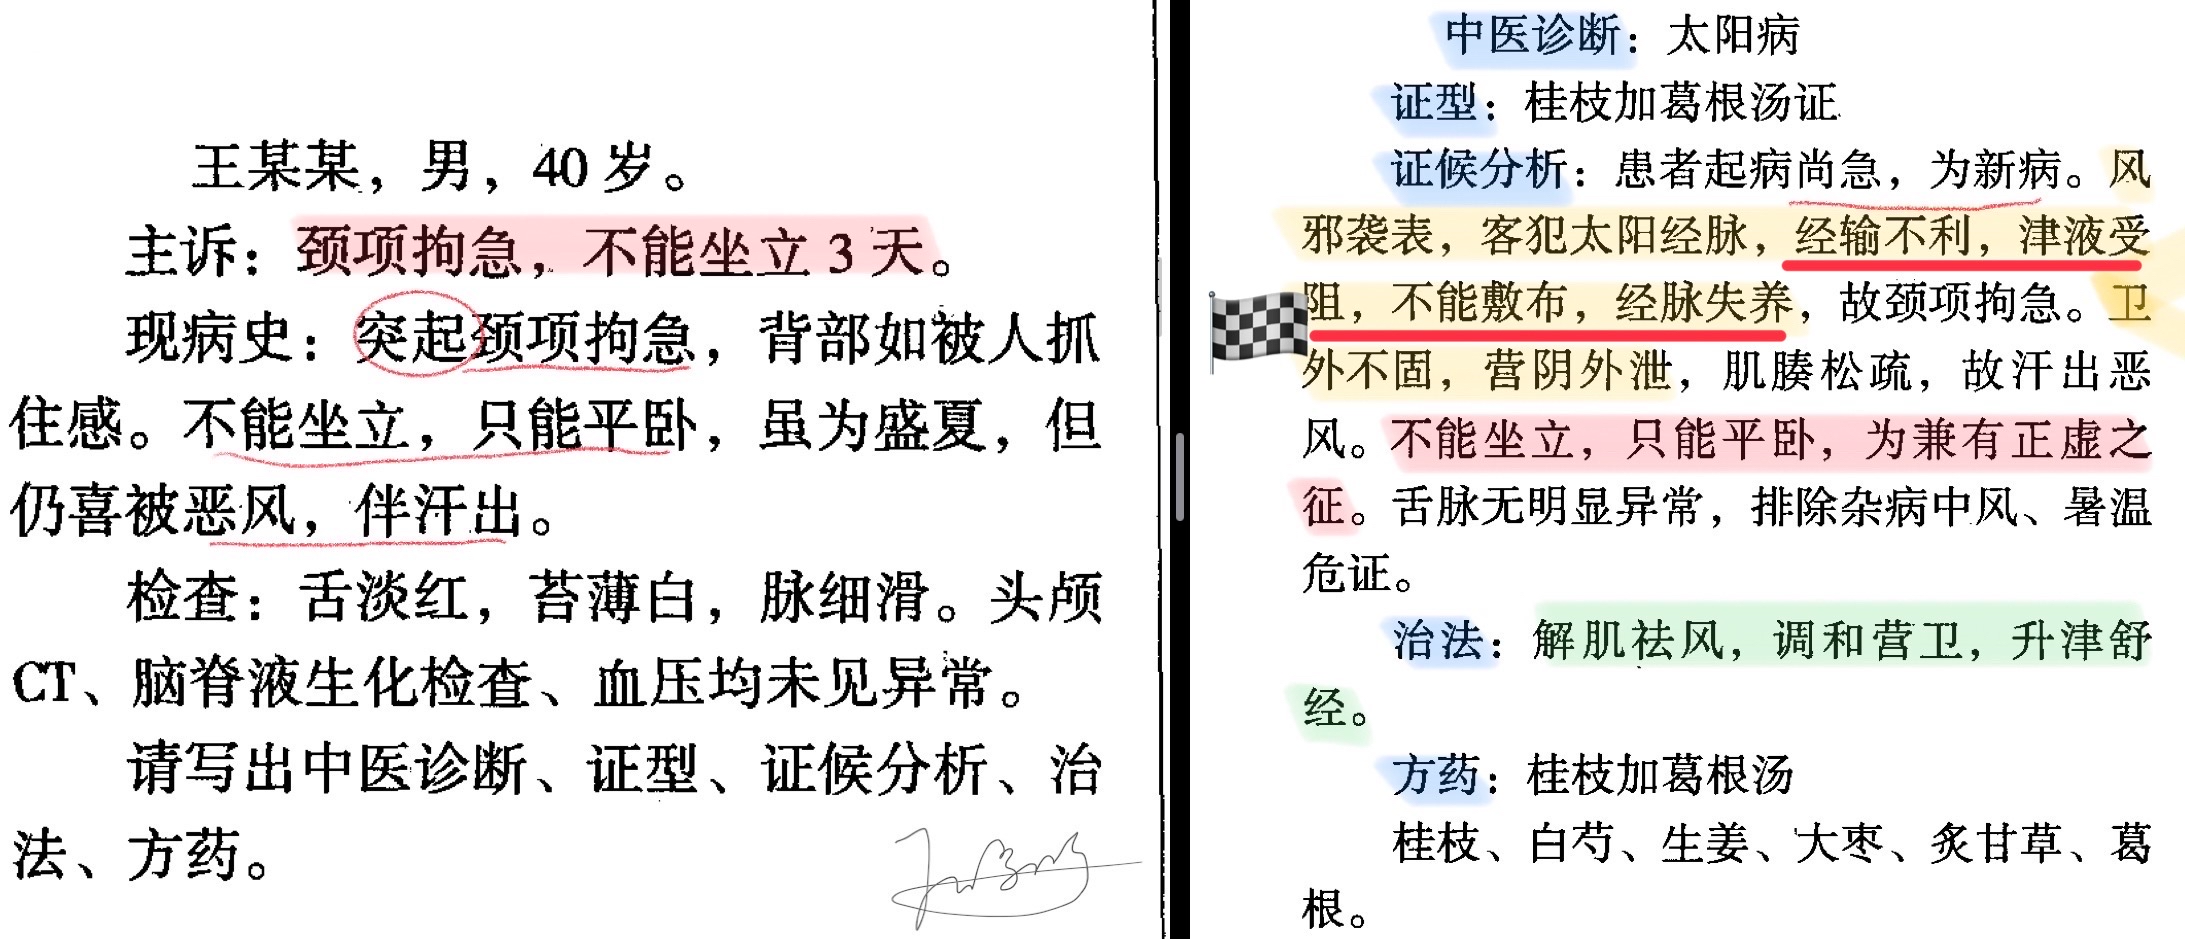 王某某，男，40 岁。
主诉：颈项拘急，不能坐立 3 天。
现病史：突起颈项拘急，背部如被人抓
住感。不能坐立，只能平卧，虽为盛夏，但
仍喜被恶风，伴汗出。
检查：舌淡红，苔薄白，脉细滑。头颅
CT、脑脊液生化检查、血压均未见异常。
请写出中医诊断、证型、证候分析、治
法、方药。
中医诊断：太阳病
证型：桂枝加葛根汤证
证候分析：患者起病尚急，为新病。风
邪袭表，客犯太阳经脉，经输不利，津液受
阻，不能敷布，经脉失养，故颈项拘急。卫
外不固，营阴外泄，肌腠松疏，故汗出恶
风。不能坐立，只能平卧，为兼有正虚之
征。舌脉无明显异常，排除杂病中风、暑温
危证。
治法：解肌祛风，调和营卫，升津舒
经。
方药：桂枝加葛根汤
桂枝、白芍、生姜、大枣、炙甘草、葛
根。